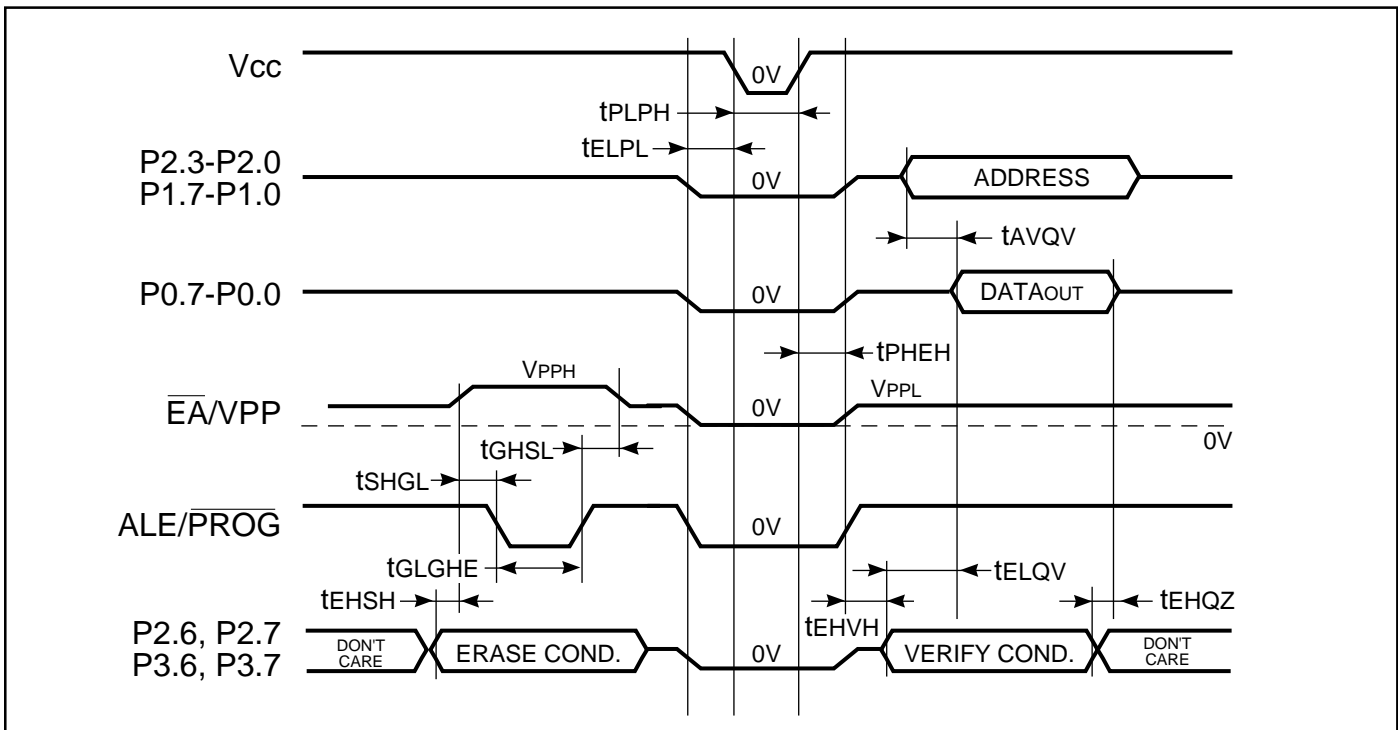 Vcc
0V
tPLPH
tELPL
P2.3-P2.0
P1.7-P1.0
0V
ADDRESS
tAVQV
P0.7-P0.0
0V
DATAOUT
tPHEH
VPPH
VPPL
EA/VPP
0V
0V
tGHSL
tSHGL
ALE/PROG
0V
tGLGHE
tELQV
tEHSH
tEHVH
tEHQZ
P2.6, P2.7
P3.6, P3.7
DON'T
CARE
ERASE COND.
0V
VERIFY COND.
DON'T
CARE